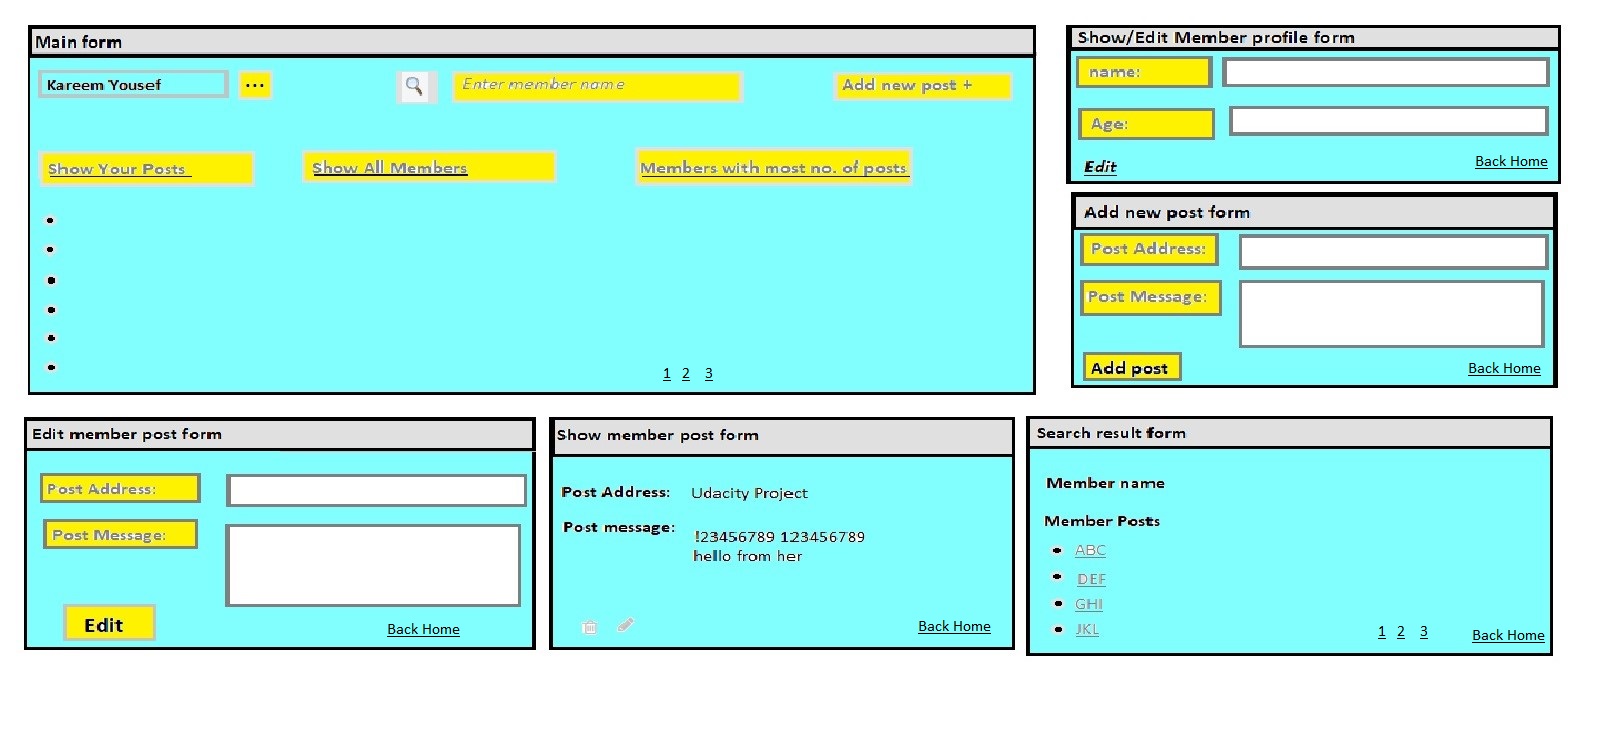 Main form
Kareem Yousef ... Enter member name Add new post +
Show Your Posts Show All Members Members with most no. of posts
1 2 3
Show/Edit Member profile form
name:
Age:
Edit Back Home
Add new post form
Post Address:
Post Message:
Add post Back Home
Edit member post form
Post Address:
Post Message:
Edit Back Home
Show member post form
Post Address: Udacity Project
Post message: !23456789 123456789
hello from her
Back Home
Search result form
Member name
Member Posts
ABC
DEF
GHI
JKL
1 2 3 Back Home